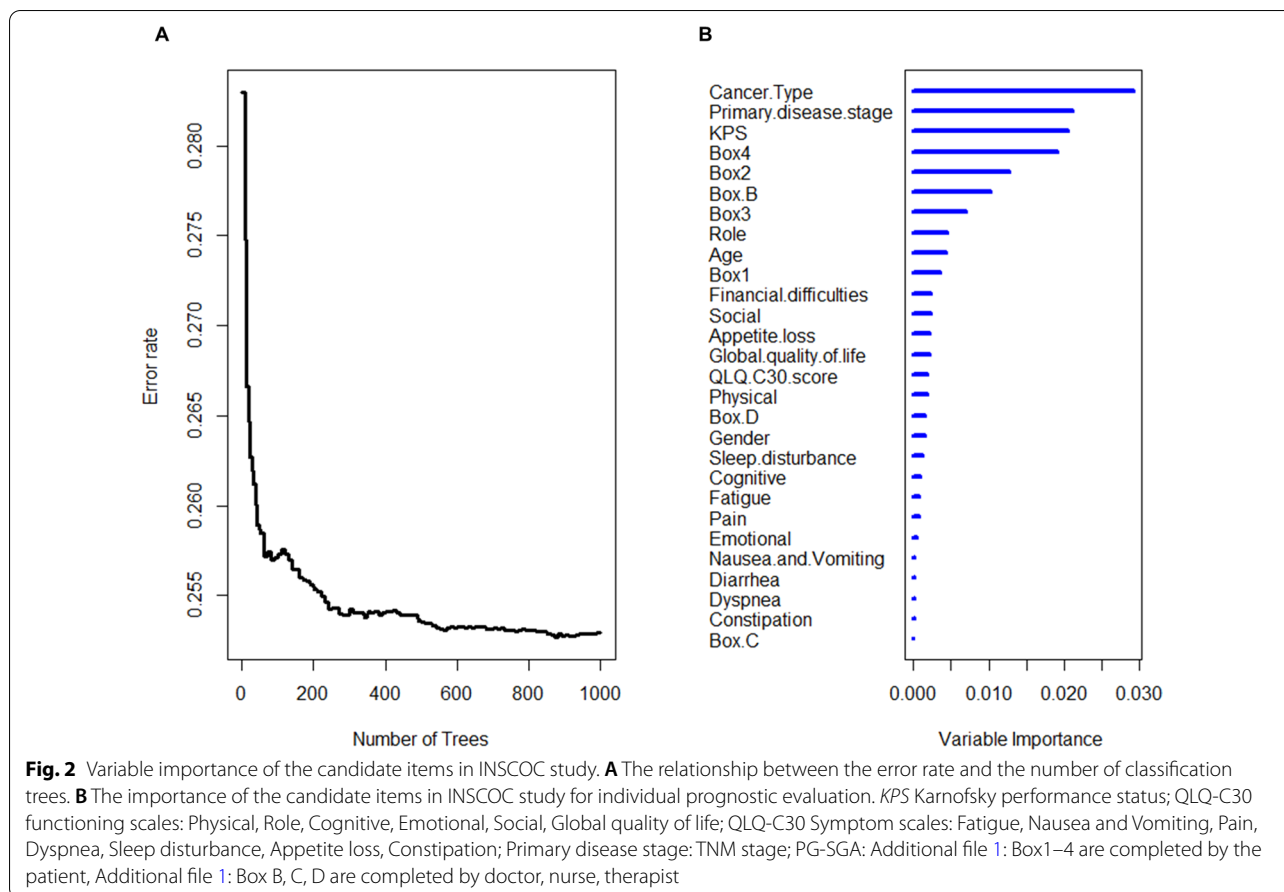 A
B
0.280
0.275
0.270
0.265
0.260
0.255
Error rate
0 200 400 600 800 1000
Number of Trees
Cancer.Type
Primary.disease.stage
KPS
Box4
Box2
Box.B
Box3
Role
Age
Box1
Financial.difficulties
Social
Appetite.loss
Global.quality.of.life
QLQ.C30.score
Physical
Box.D
Gender
Sleep.disturbance
Cognitive
Fatigue
Pain
Emotional
Nausea.and.Vomiting
Diarrhea
Dyspnea
Constipation
Box.C
0.000 0.010 0.020 0.030
Variable Importance
Fig. 2 Variable importance of the candidate items in INSCOC study. A The relationship between the error rate and the number of classification
trees. B The importance of the candidate items in INSCOC study for individual prognostic evaluation. KPS Karnofsky performance status; QLQ-C30
functioning scales: Physical, Role, Cognitive, Emotional, Social, Global quality of life; QLQ-C30 Symptom scales: Fatigue, Nausea and Vomiting, Pain,
Dyspnea, Sleep disturbance, Appetite loss, Constipation; Primary disease stage: TNM stage; PG-SGA: Additional file 1: Box1–4 are completed by the
patient, Additional file 1: Box B, C, D are completed by doctor, nurse, therapist